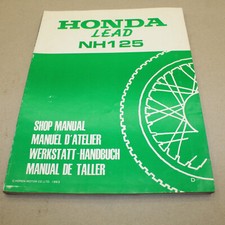 HONDA
LEAD
NH125
SHOP MANUAL
MANUEL D'ATELIER
WERKSTATT-HANDBUCH
MANUAL DE TALLER